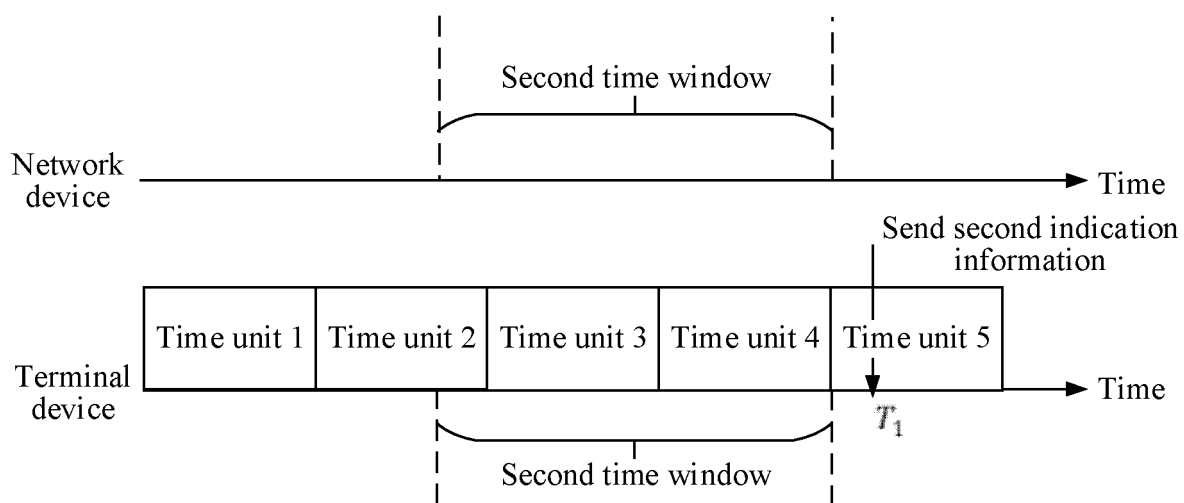 Second time window
Network
device
Time
Send second indication
information
Time unit 1
Time unit 2
Time unit 3
Time unit 4
Time unit 5
Terminal
device
Time
T₁
Second time window